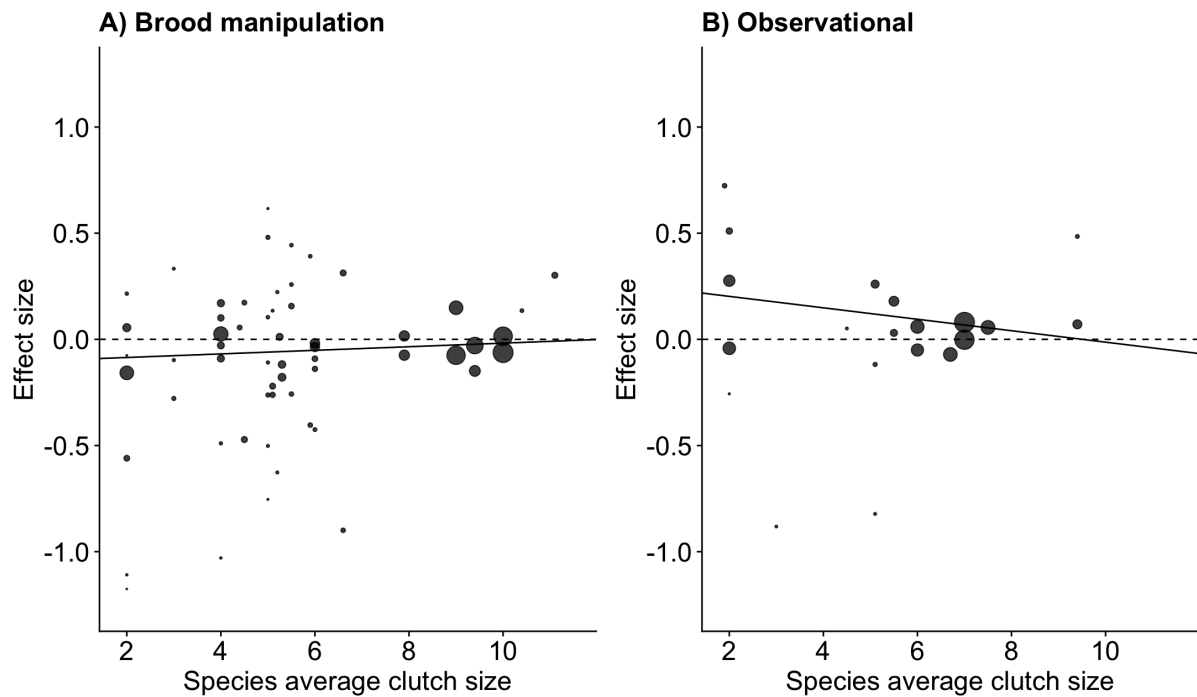 A) Brood manipulation
1.0
0.5
0.0
-0.5
-1.0
Effect size
2 4 6 8 10
Species average clutch size
B) Observational
1.0
0.5
0.0
-0.5
-1.0
Effect size
2 4 6 8 10
Species average clutch size